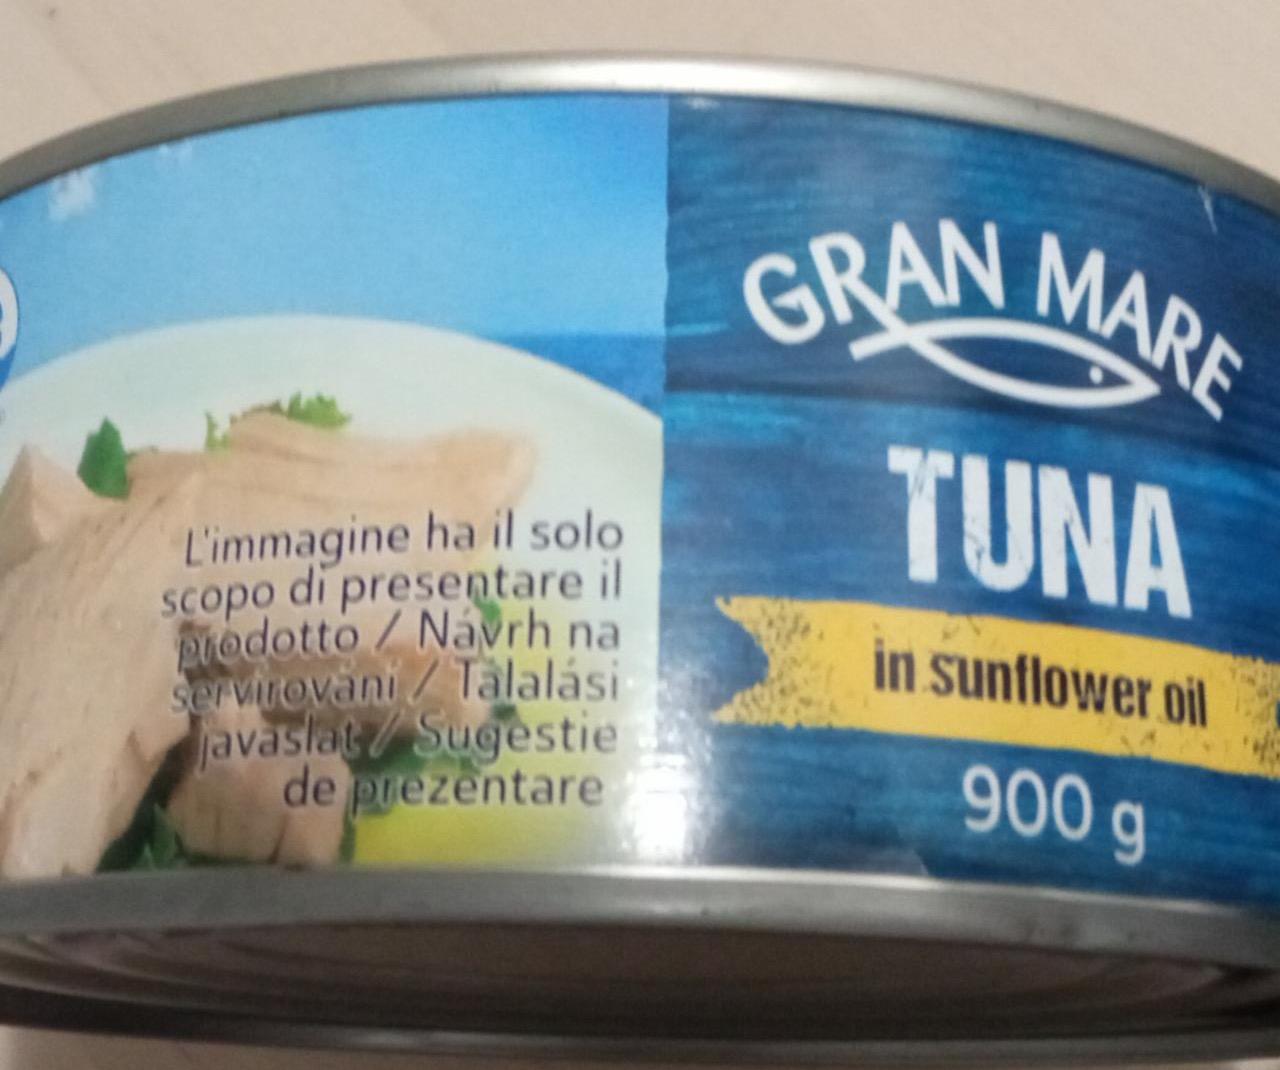 L'immagine ha il solo
scopo di presentare il
prodotto / Návrh na
servírování / Tálalási
javaslat / Sugestie
de prezentare
GRAN MARE
TUNA
in sunflower oil
900 g